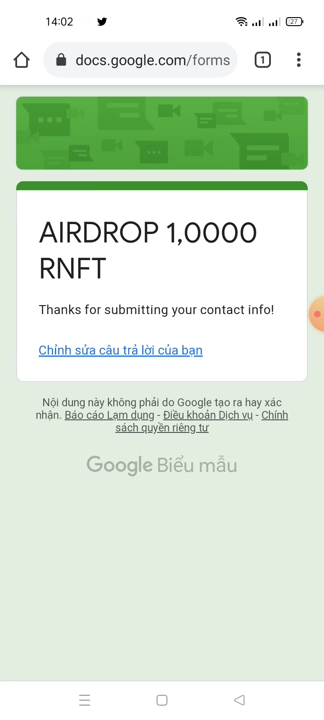 14:02
27
docs.google.com/forms
1
AIRDROP 1,0000
RNFT
Thanks for submitting your contact info!
Chỉnh sửa câu trả lời của bạn
Nội dung này không phải do Google tạo ra hay xác
nhận. Báo cáo Lạm dụng - Điều khoản Dịch vụ - Chính
sách quyền riêng tư
Google Biểu mẫu